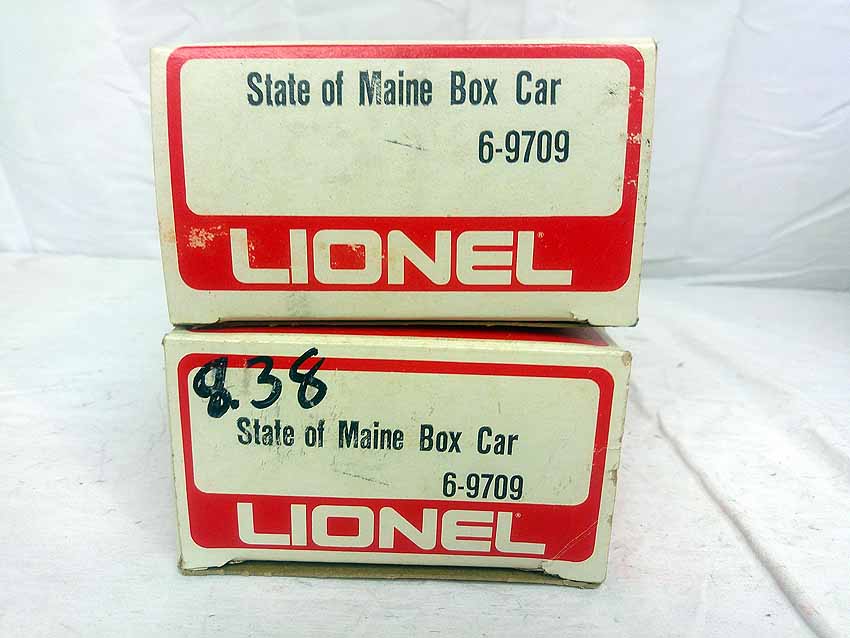 State of Maine Box Car
6-9709
LIONEL®
8.38
State of Maine Box Car
6-9709
LIONEL®